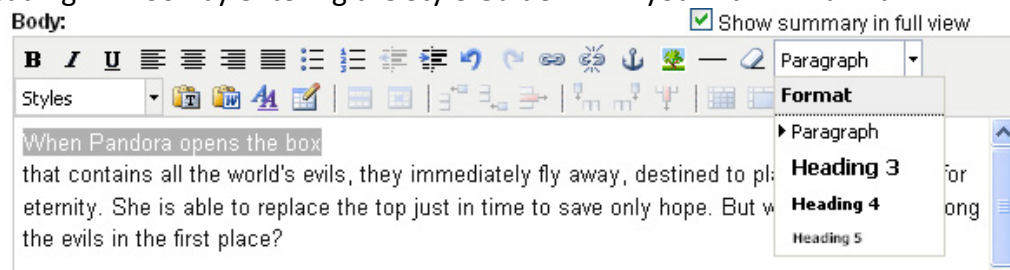 Body:
Show summary in full view
B I U Paragraph
Styles
Format
Paragraph
Heading 3
Heading 4
Heading 5
When Pandora opens the box
that contains all the world's evils, they immediately fly away, destined to pl for
eternity. She is able to replace the top just in time to save only hope. But w ong
the evils in the first place?